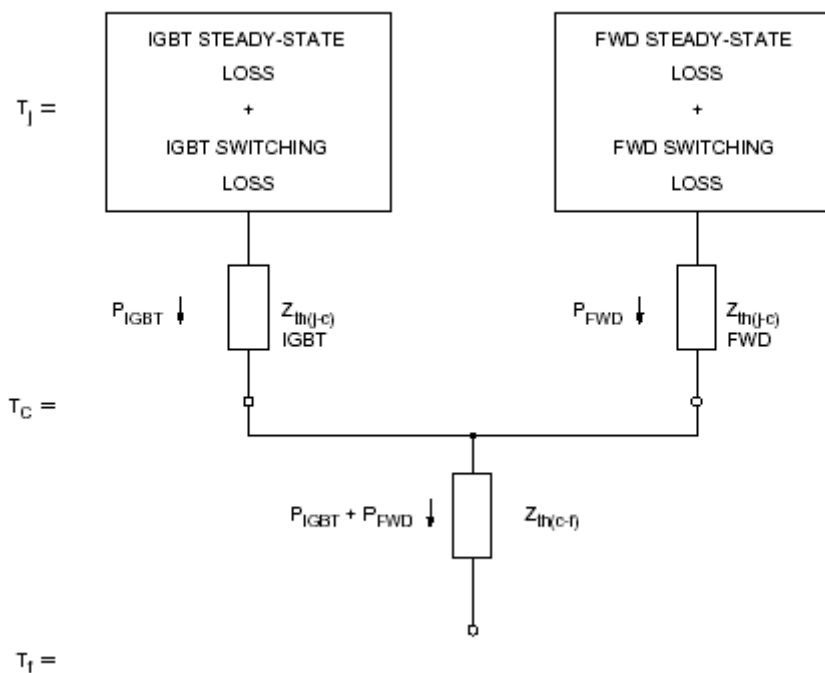 IGBT STEADY-STATE
LOSS
+
IGBT SWITCHING
LOSS
FWD STEADY-STATE
LOSS
+
FWD SWITCHING
LOSS
Tj =
PIGBT
Zth(j-c)
IGBT
PFWD
Zth(j-c)
FWD
TC =
PIGBT + PFWD
Zth(c-f)
Tf =